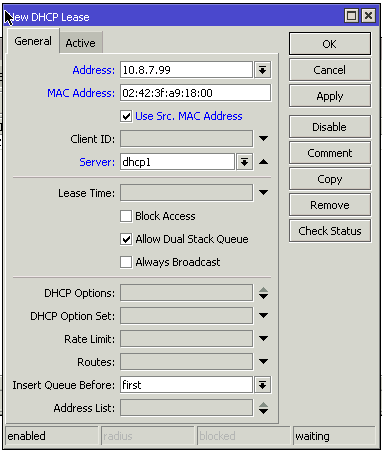 New DHCP Lease
General Active
OK
Address: 10.8.7.99
Cancel
MAC Address: 02:42:3f:a9:18:00
Apply
Use Src. MAC Address
Disable
Client ID:
Comment
Server: dhcp1
Copy
Lease Time:
Remove
Block Access
Check Status
Allow Dual Stack Queue
Always Broadcast
DHCP Options:
DHCP Option Set:
Rate Limit:
Routes:
Insert Queue Before: first
Address List:
enabled radius blocked waiting